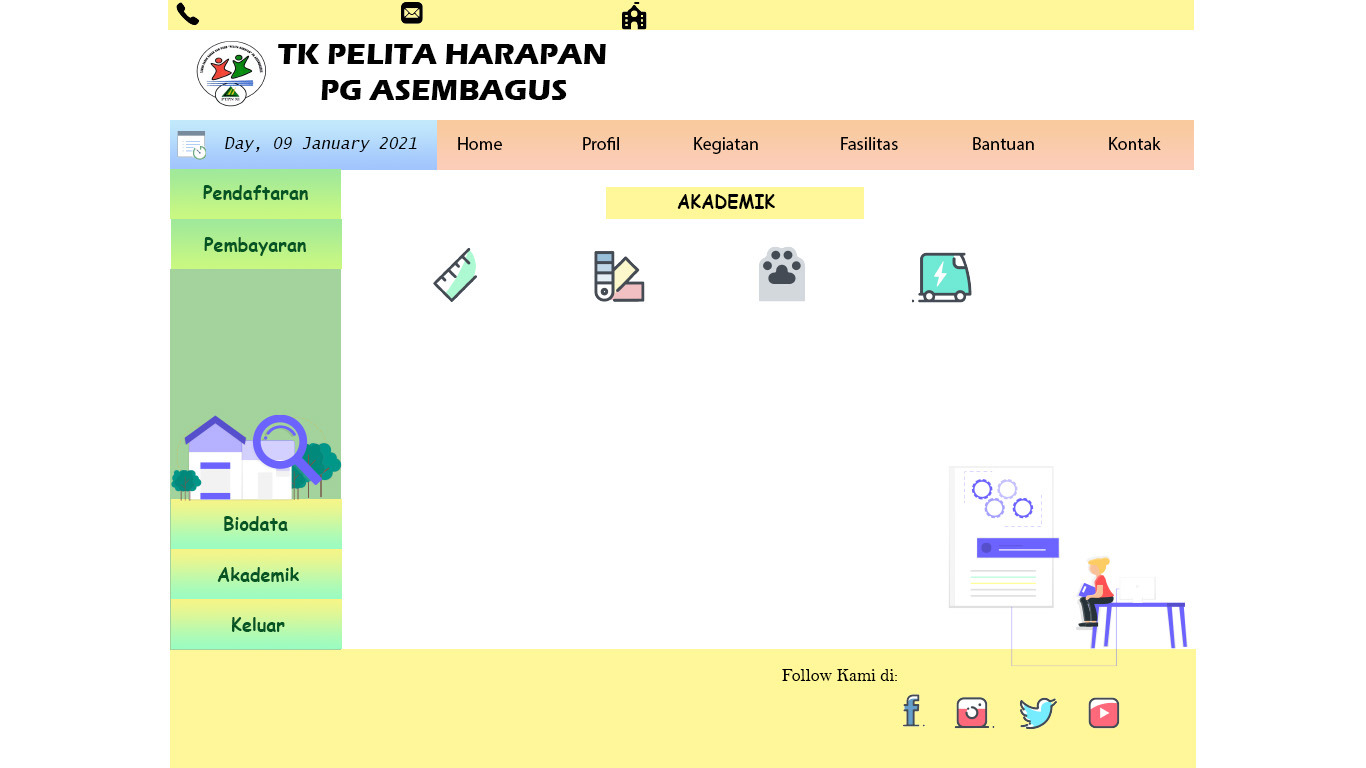 TK PELITA HARAPAN
PG ASEMBAGUS
Day, 09 January 2021
Home
Profil
Kegiatan
Fasilitas
Bantuan
Kontak
Pendaftaran
Pembayaran
AKADEMIK
Biodata
Akademik
Keluar
Follow Kami di: